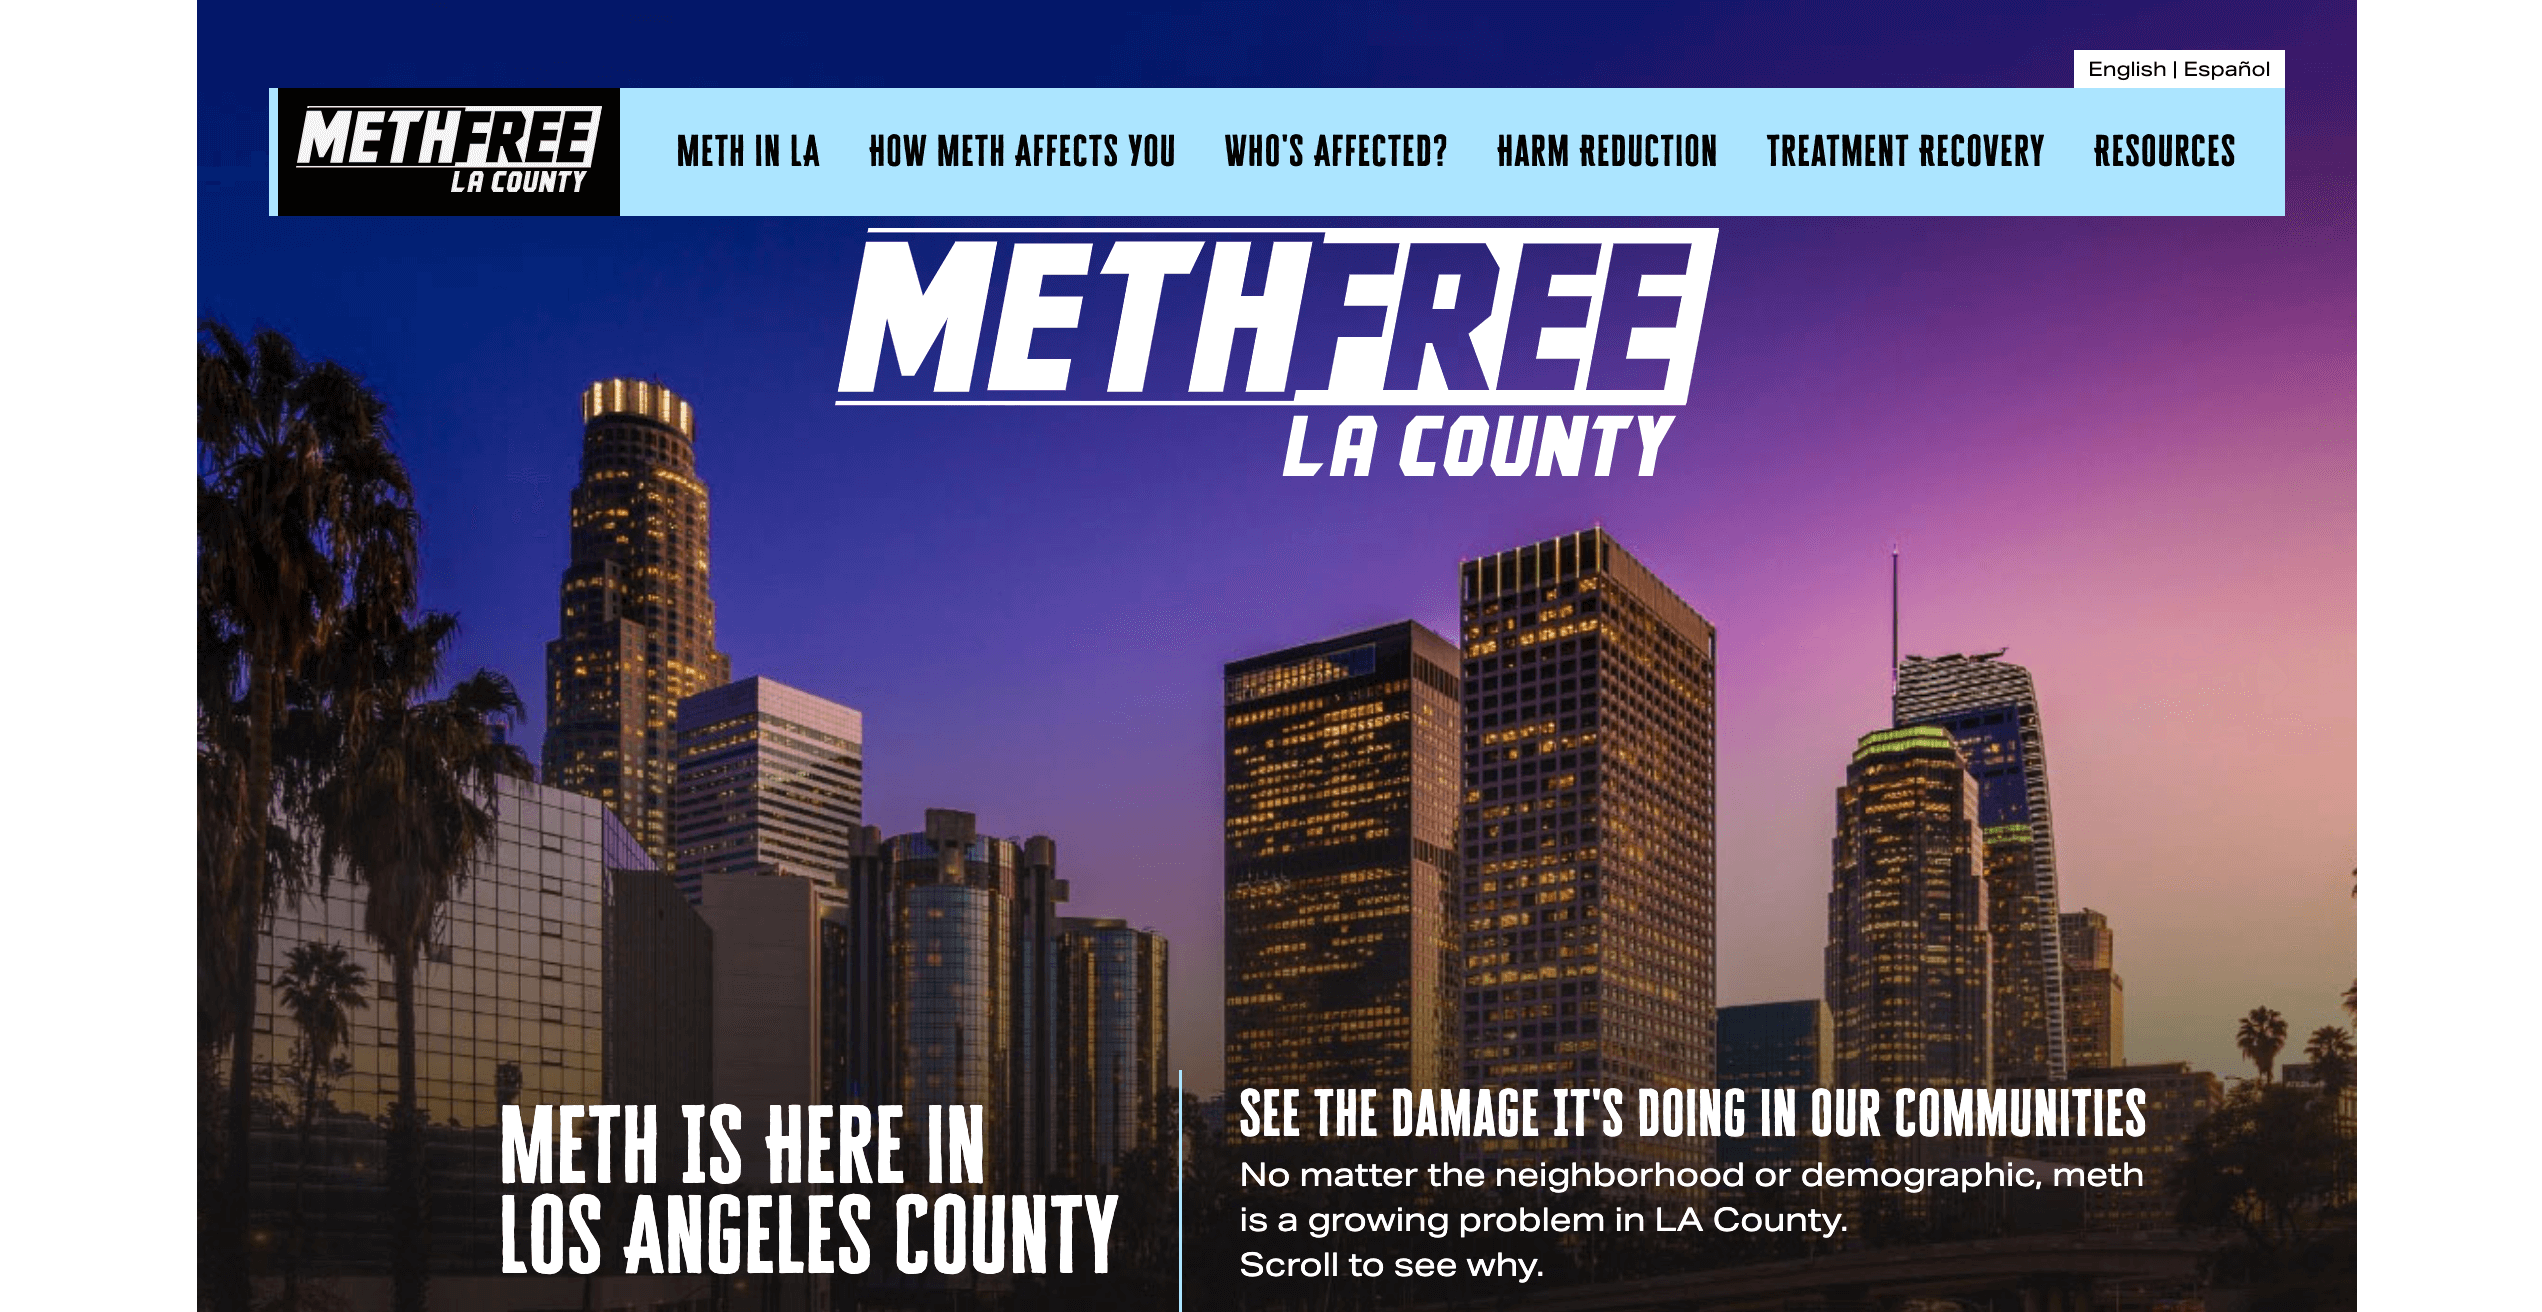 English | Español
METHFREE
LA COUNTY
METH IN LA HOW METH AFFECTS YOU WHO'S AFFECTED? HARM REDUCTION TREATMENT RECOVERY RESOURCES
METHFREE
LA COUNTY
METH IS HERE IN
LOS ANGELES COUNTY
SEE THE DAMAGE IT'S DOING IN OUR COMMUNITIES
No matter the neighborhood or demographic, meth
is a growing problem in LA County.
Scroll to see why.